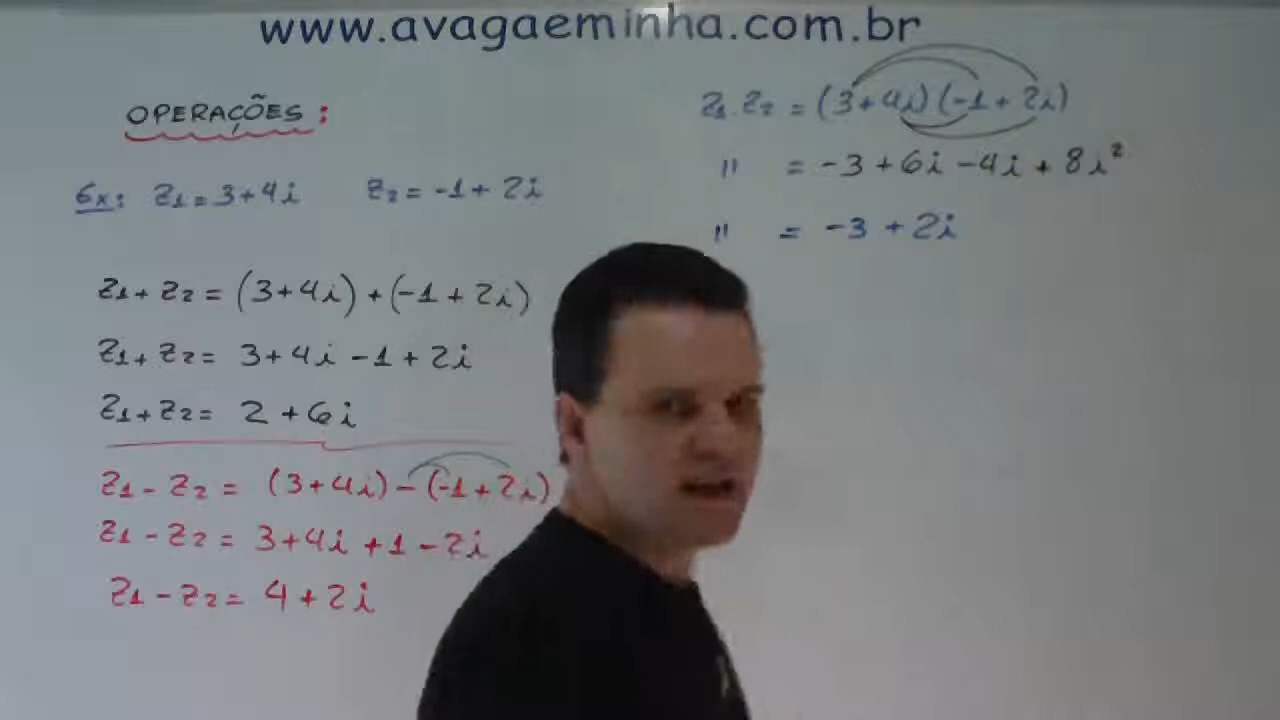 www.avagaeminha.com.br
OPERAÇÕES:
Ex: Z1 = 3+4i Z2 = -1+2i
Z1+Z2 = (3+4i)+(-1+2i)
Z1+Z2 = 3+4i-1+2i
Z1+Z2 = 2+6i
Z1-Z2 = (3+4i)-(-1+2i)
Z1-Z2 = 3+4i+1-2i
Z1-Z2 = 4+2i
Z1.Z2 = (3+4i)(-1+2i)
" = -3+6i-4i+8i²
" = -3+2i